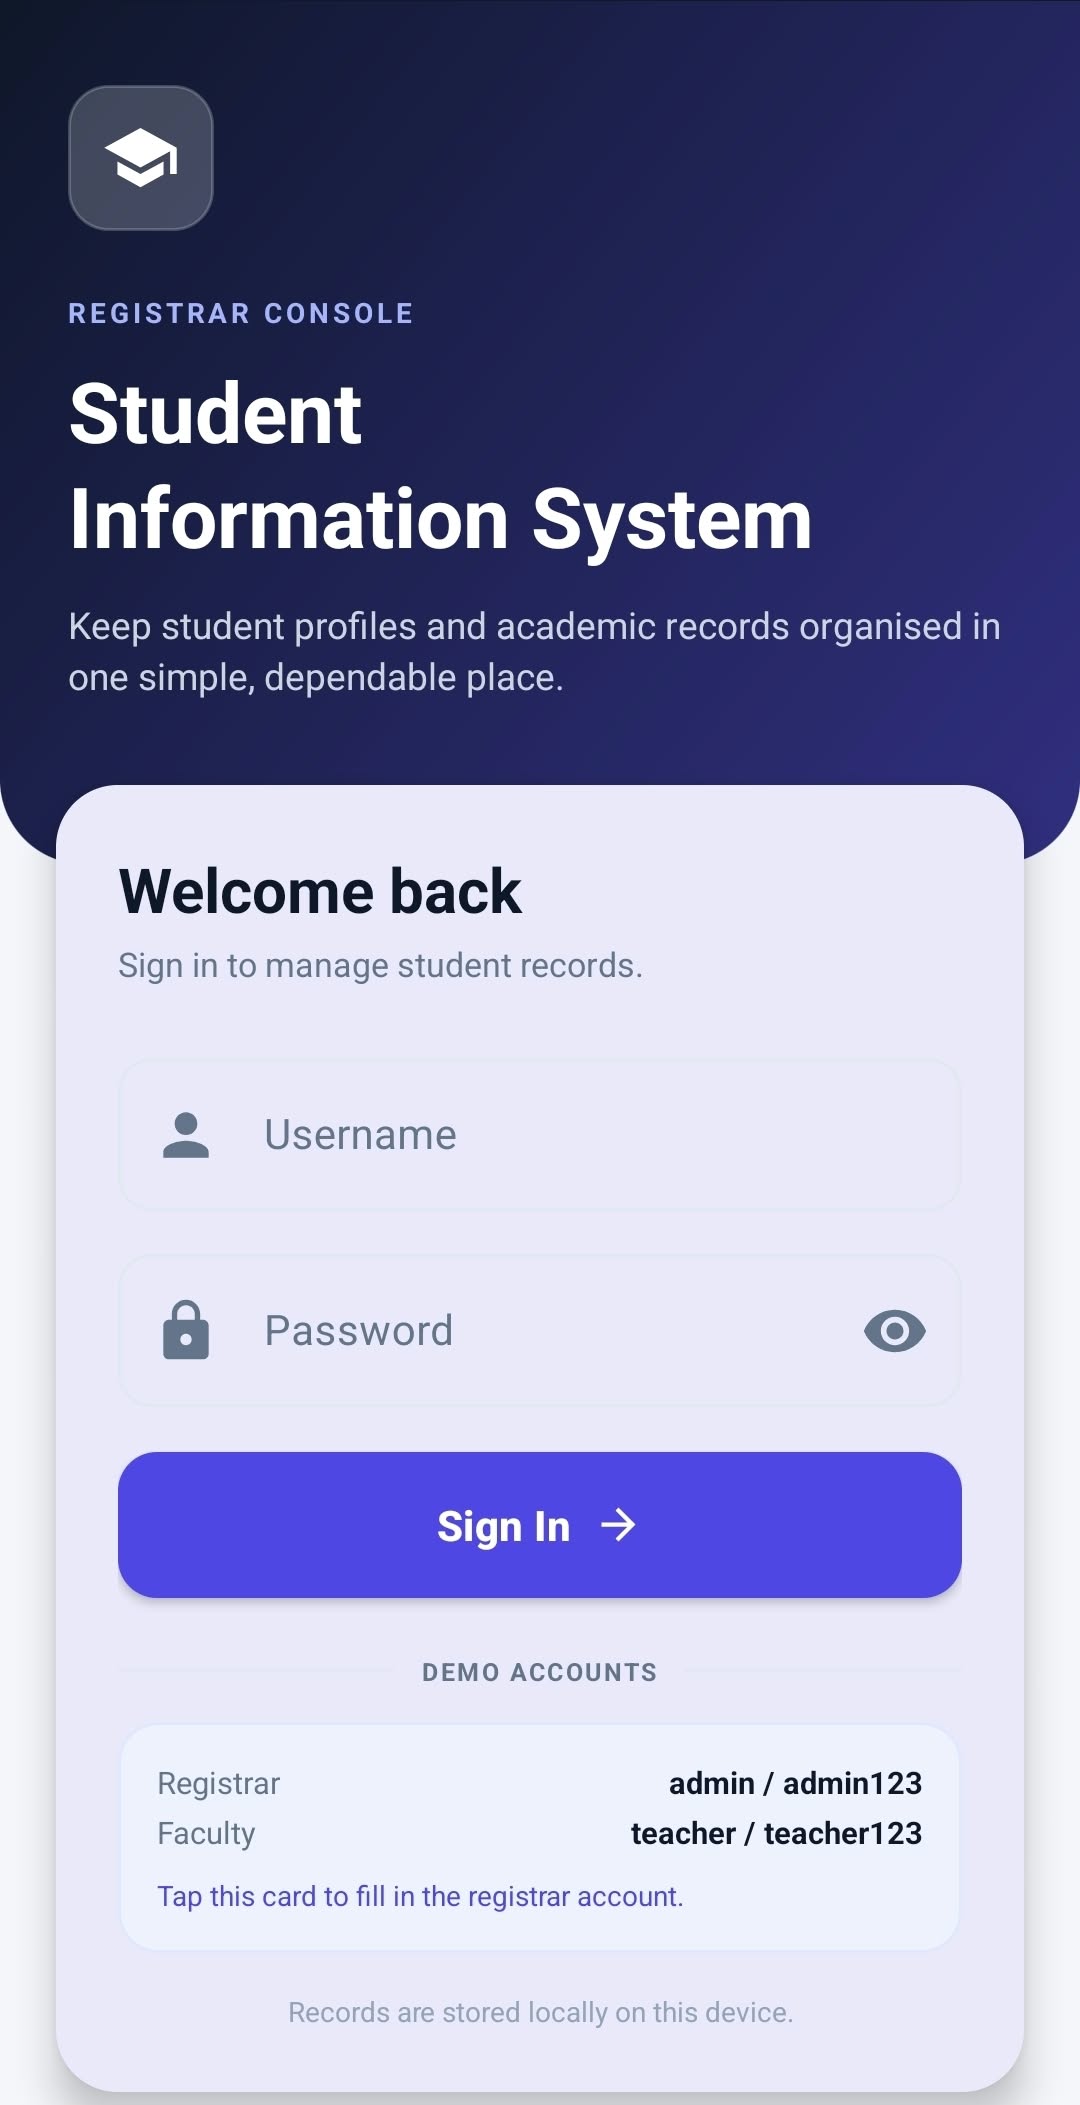 REGISTRAR CONSOLE
Student
Information System
Keep student profiles and academic records organised in
one simple, dependable place.
Welcome back
Sign in to manage student records.
Username
Password
Sign In
DEMO ACCOUNTS
Registrar admin / admin123
Faculty teacher / teacher123
Tap this card to fill in the registrar account.
Records are stored locally on this device.